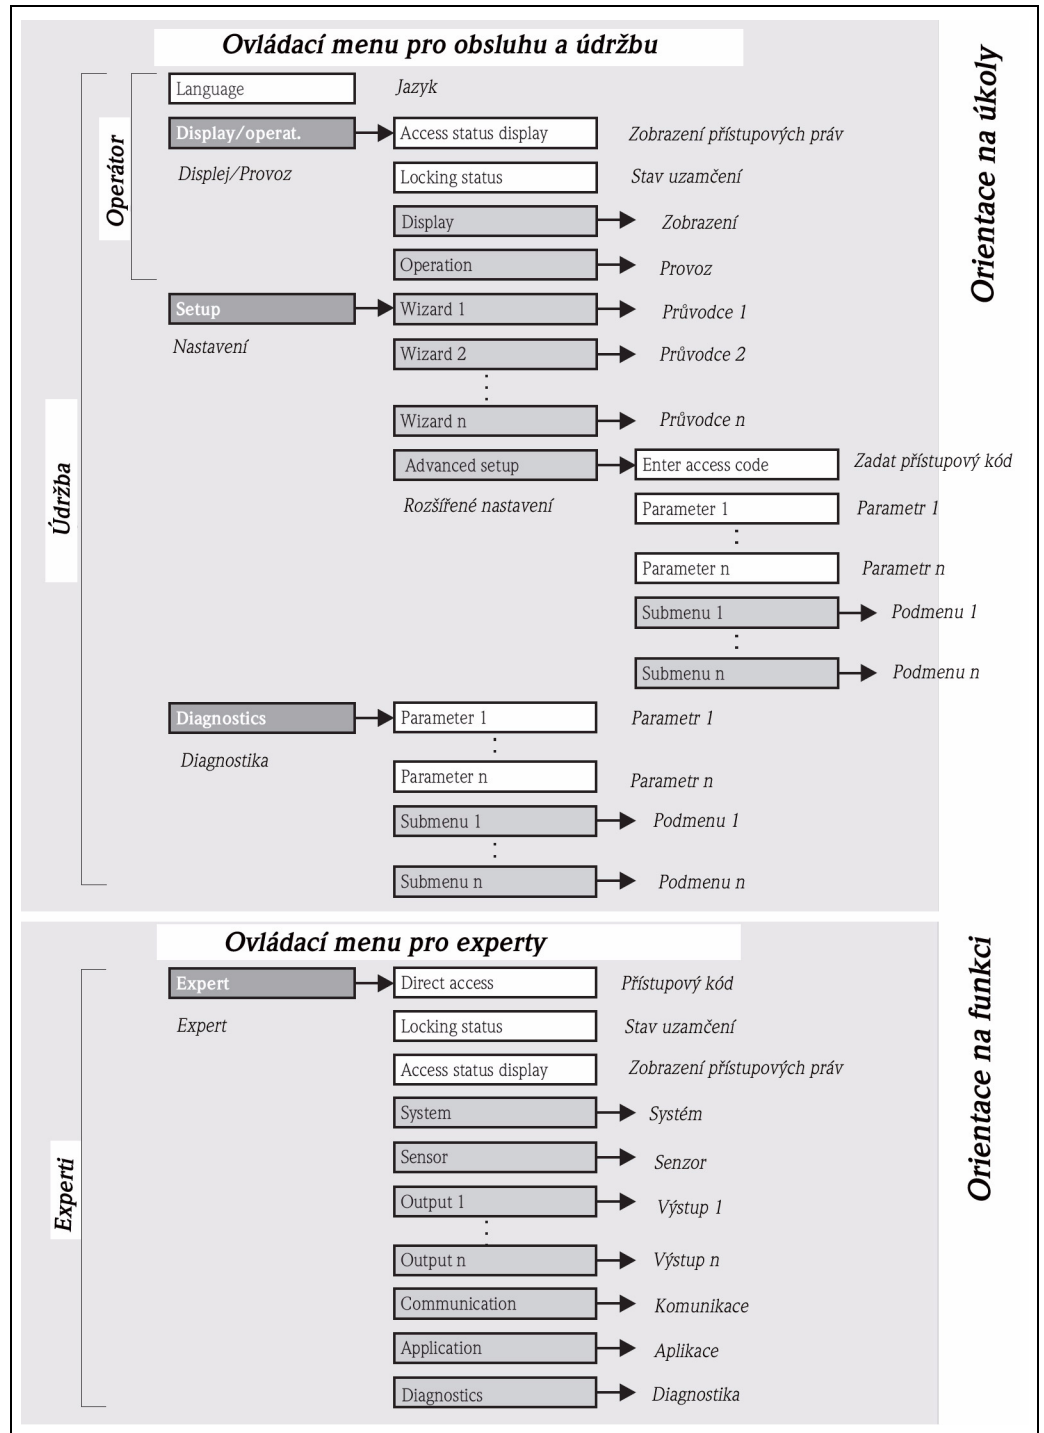 Ovládací menu pro obsluhu a údržbu
Orientace na úkoly
Operátor
Údržba
Language
Jazyk
Display/operat.
Access status display
Zobrazení přístupových práv
Displej/Provoz
Locking status
Stav uzamčení
Display
Zobrazení
Operation
Provoz
Setup
Wizard 1
Průvodce 1
Nastavení
Wizard 2
Průvodce 2
Wizard n
Průvodce n
Advanced setup
Enter access code
Zadat přístupový kód
Rozšířené nastavení
Parameter 1
Parametr 1
Parameter n
Parametr n
Submenu 1
Podmenu 1
Submenu n
Podmenu n
Diagnostics
Parameter 1
Parametr 1
Diagnostika
Parameter n
Parametr n
Submenu 1
Podmenu 1
Submenu n
Podmenu n
Ovládací menu pro experty
Orientace na funkci
Experti
Expert
Direct access
Přístupový kód
Expert
Locking status
Stav uzamčení
Access status display
Zobrazení přístupových práv
System
Systém
Sensor
Senzor
Output 1
Výstup 1
Output n
Výstup n
Communication
Komunikace
Application
Aplikace
Diagnostics
Diagnostika